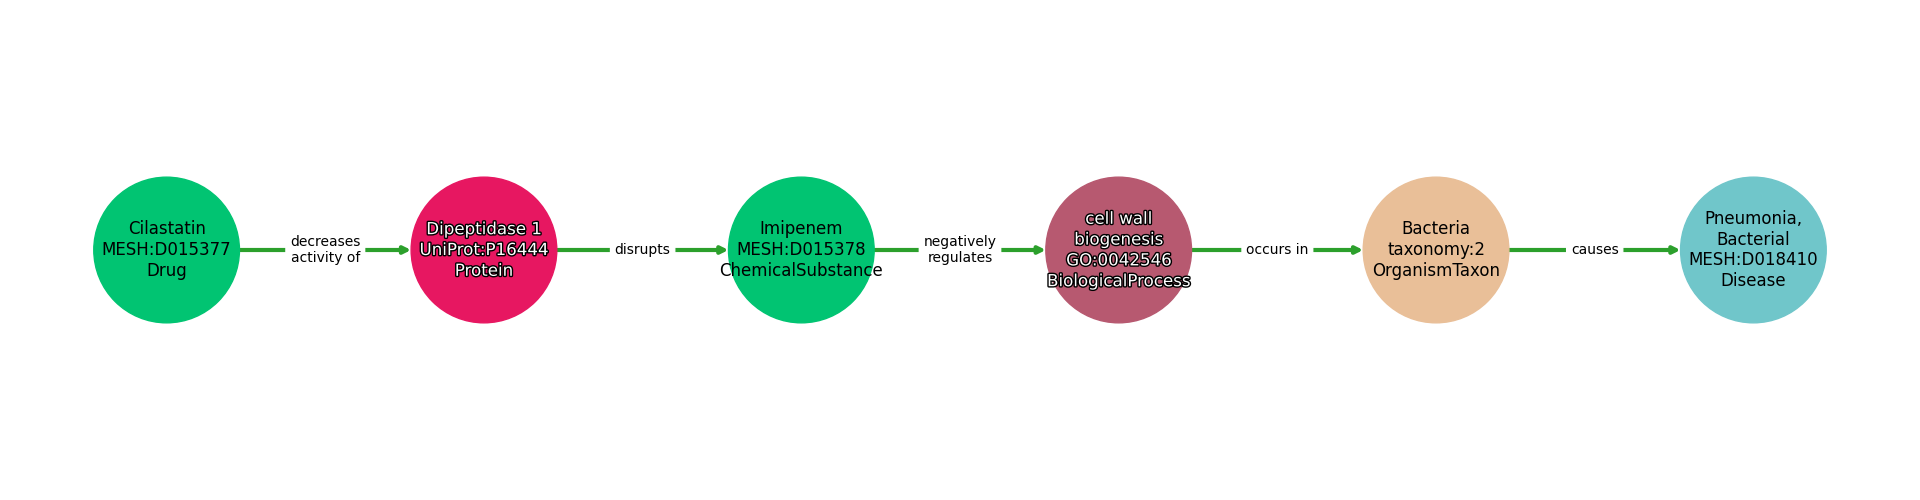 Cilastatin
MESH:D015377
Drug
decreases
activity of
Dipeptidase 1
UniProt:P16444
Protein
disrupts
Imipenem
MESH:D015378
ChemicalSubstance
negatively
regulates
cell wall
biogenesis
GO:0042546
BiologicalProcess
occurs in
Bacteria
taxonomy:2
OrganismTaxon
causes
Pneumonia,
Bacterial
MESH:D018410
Disease